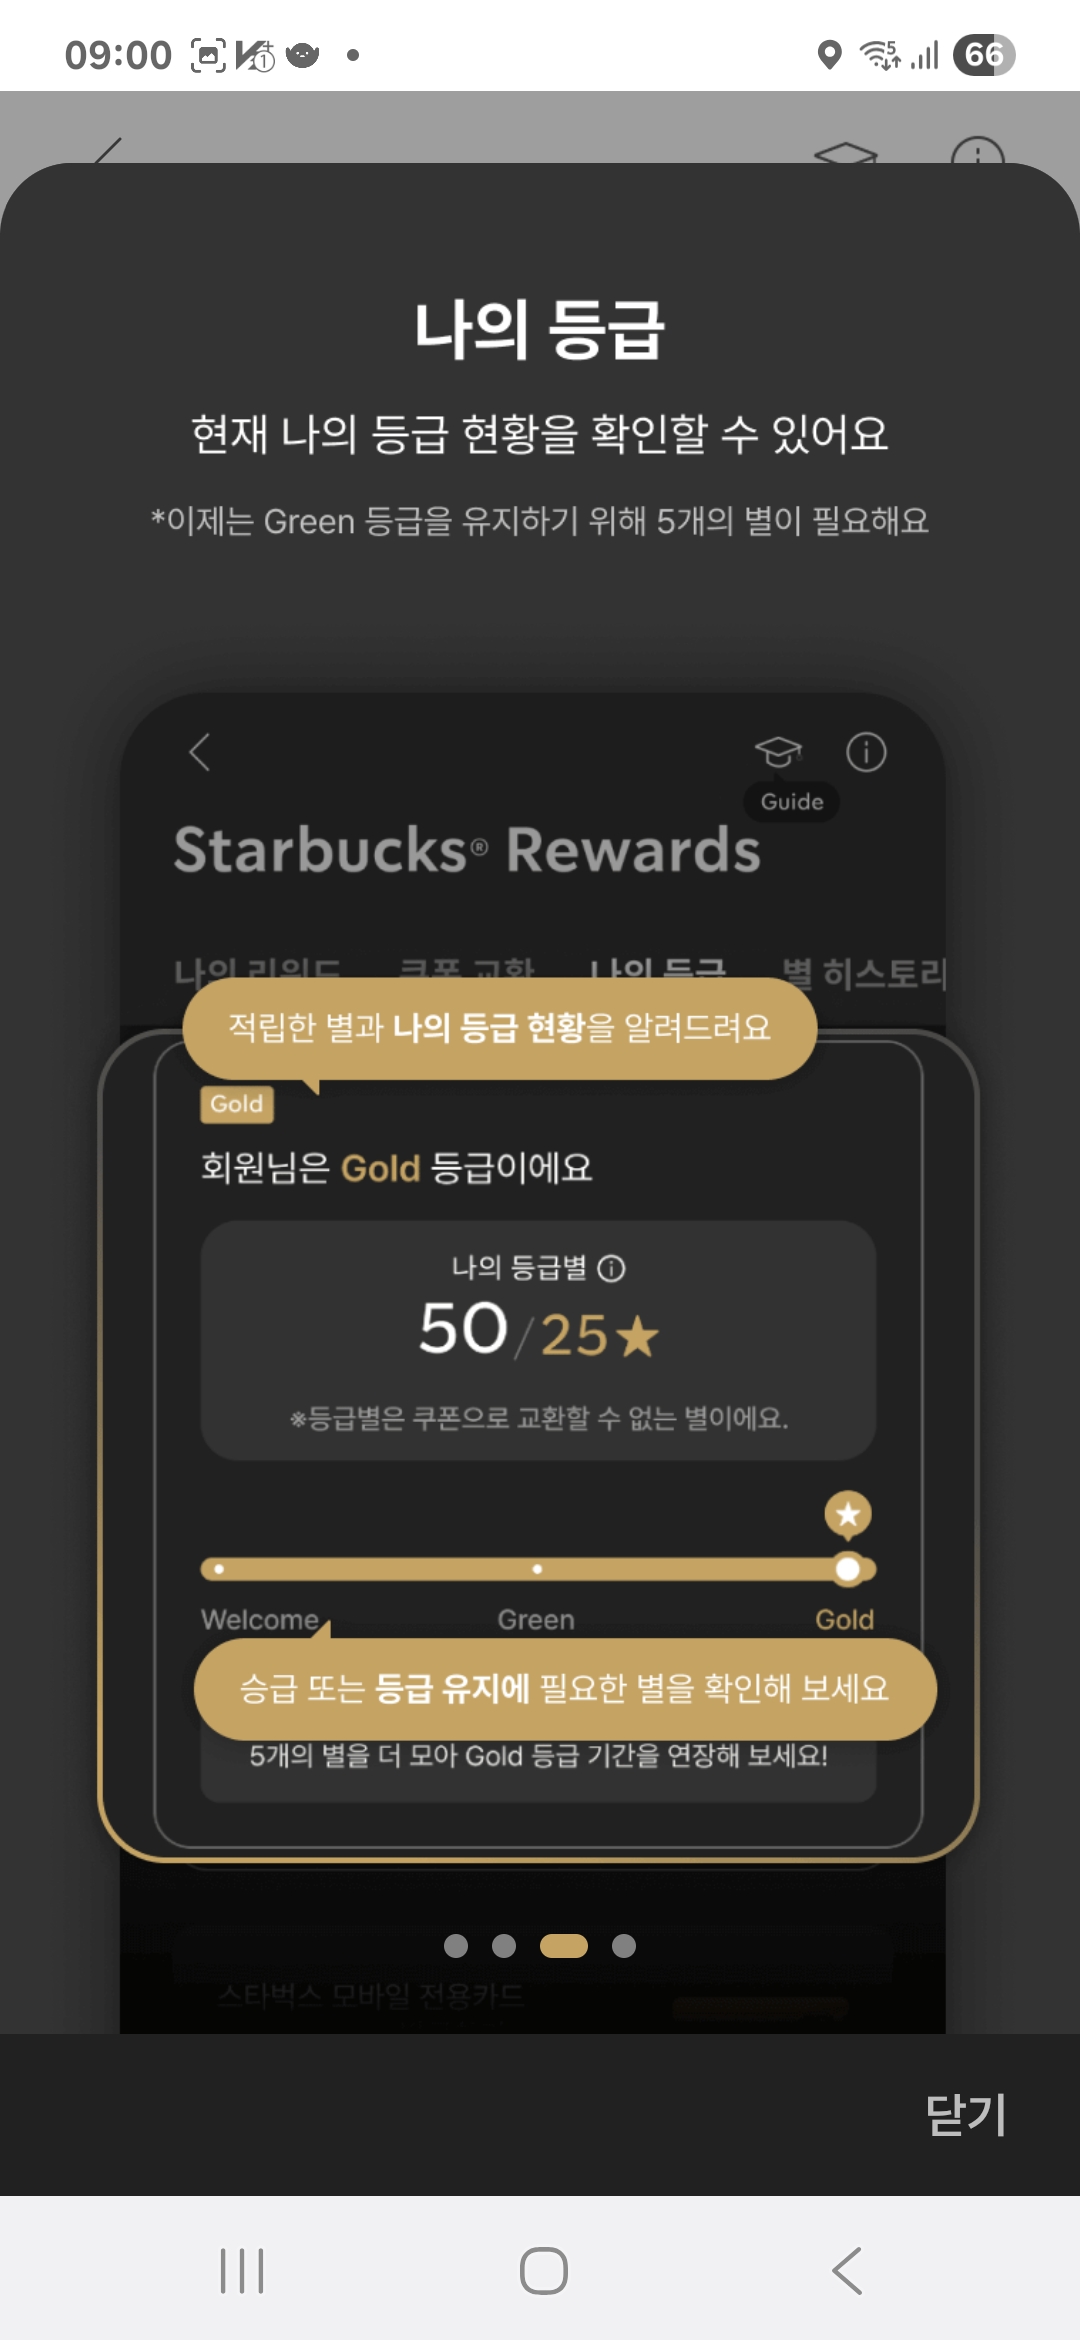 09:00
66
나의 등급
현재 나의 등급 현황을 확인할 수 있어요
*이제는 Green 등급을 유지하기 위해 5개의 별이 필요해요
Guide
Starbucks® Rewards
나의 리워드 쿠폰 교환 나의 등급 별 히스토리
적립한 별과 나의 등급 현황을 알려드려요
Gold
회원님은 Gold 등급이에요
나의 등급별
50/25★
※등급별은 쿠폰으로 교환할 수 없는 별이에요.
Welcome Green Gold
승급 또는 등급 유지에 필요한 별을 확인해 보세요
5개의 별을 더 모아 Gold 등급 기간을 연장해 보세요!
스타벅스 모바일 전용카드
닫기